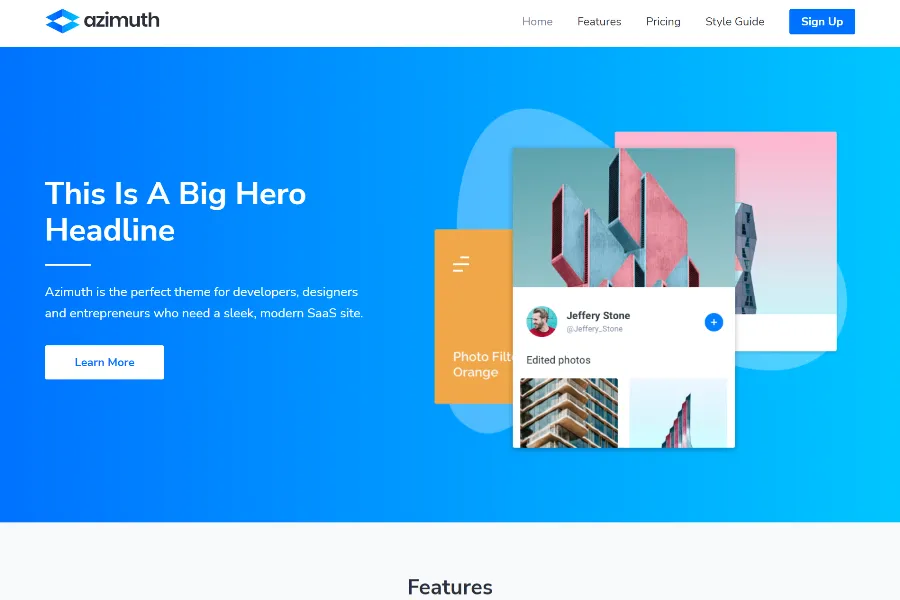 azimuth
Home
Features
Pricing
Style Guide
Sign Up
This Is A Big Hero
Headline
Azimuth is the perfect theme for developers, designers
and entrepreneurs who need a sleek, modern SaaS site.
Learn More
Photo
Orange
Jeffery Stone
@Jeffery_Stone
Edited photos
Features